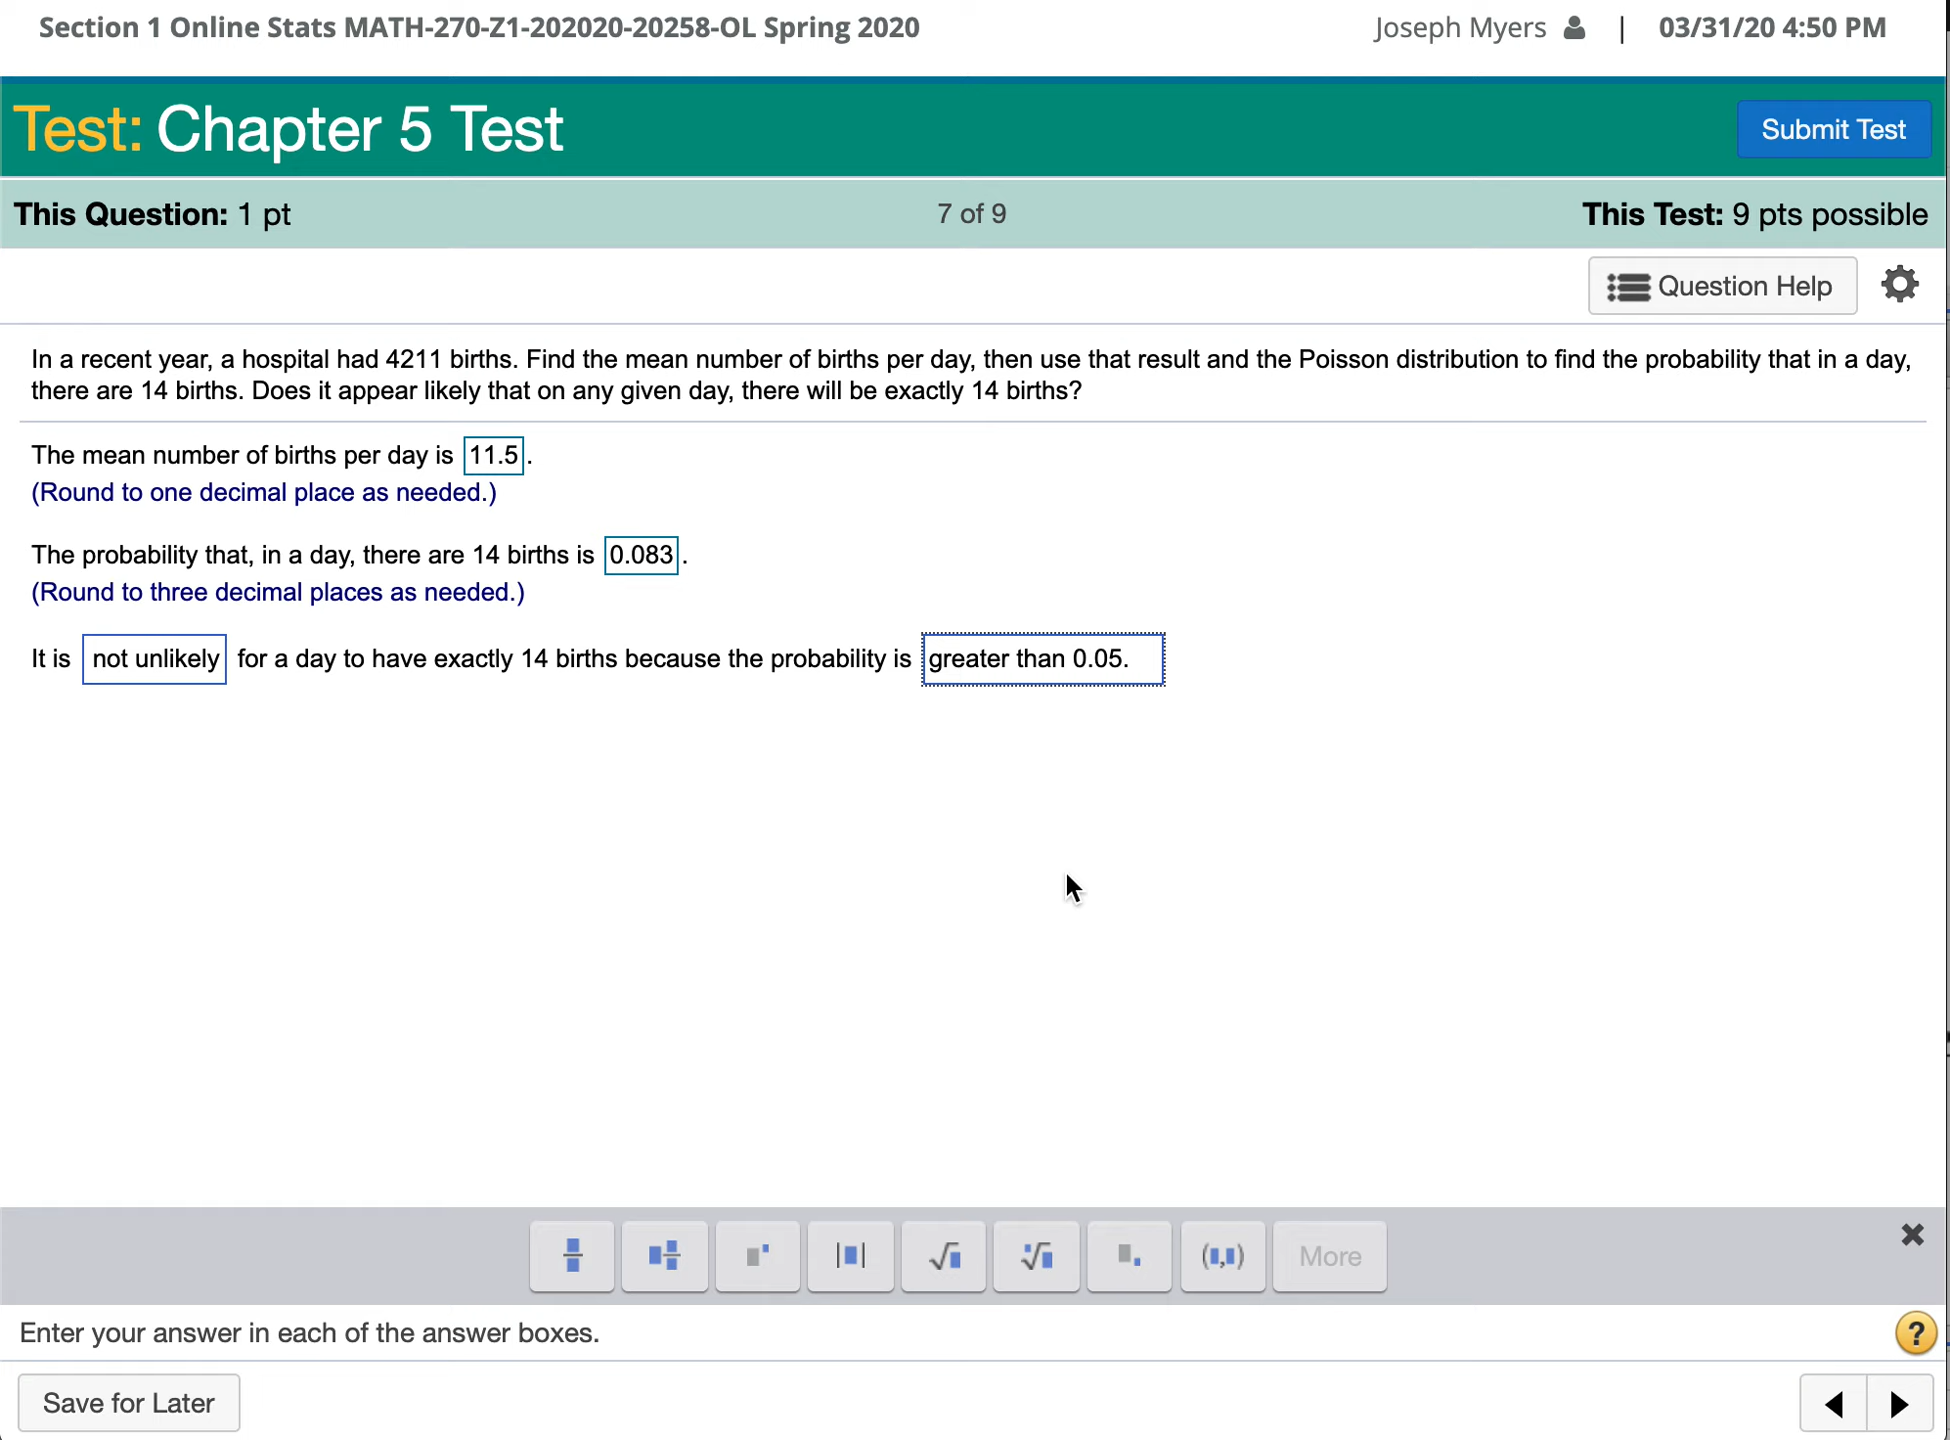 Section 1 Online Stats MATH-270-Z1-202020-20258-OL Spring 2020
Joseph Myers | 03/31/20 4:50 PM
Test: Chapter 5 Test
Submit Test
This Question: 1 pt
7 of 9
This Test: 9 pts possible
Question Help
In a recent year, a hospital had 4211 births. Find the mean number of births per day, then use that result and the Poisson distribution to find the probability that in a day,
there are 14 births. Does it appear likely that on any given day, there will be exactly 14 births?
The mean number of births per day is 11.5.
(Round to one decimal place as needed.)
The probability that, in a day, there are 14 births is 0.083.
(Round to three decimal places as needed.)
It is not unlikely for a day to have exactly 14 births because the probability is greater than 0.05.
More
Enter your answer in each of the answer boxes.
?
Save for Later